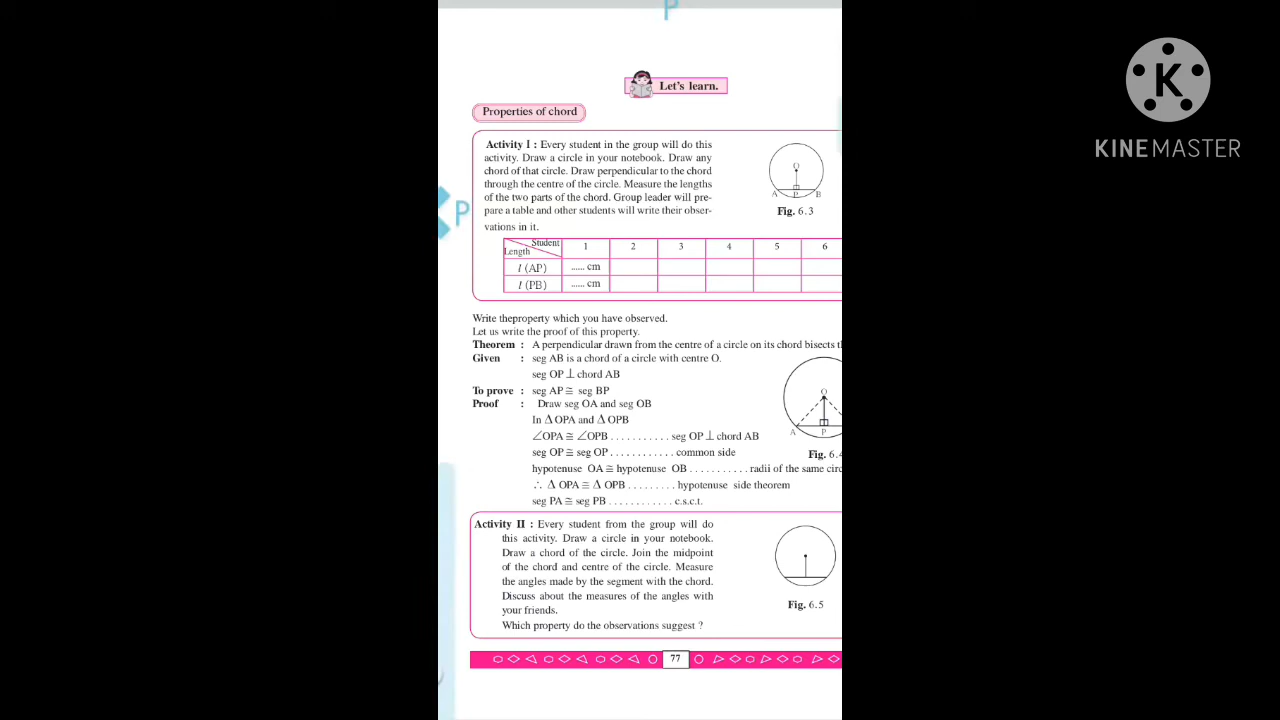 P
Let's learn.
Properties of chord
Activity I : Every student in the group will do this
activity. Draw a circle in your notebook. Draw any
chord of that circle. Draw perpendicular to the chord
through the centre of the circle. Measure the lengths
of the two parts of the chord. Group leader will pre-
pare a table and other students will write their obser-
vations in it.
O
A P B
Fig. 6.3
P
Student 1 2 3 4 5 6
Length
l (AP) ...... cm
l (PB) ...... cm
Write theproperty which you have observed.
Let us write the proof of this property.
Theorem : A perpendicular drawn from the centre of a circle on its chord bisects
Given : seg AB is a chord of a circle with centre O.
seg OP ⊥ chord AB
To prove : seg AP ≅ seg BP
Proof : Draw seg OA and seg OB
In Δ OPA and Δ OPB
∠OPA ≅ ∠OPB . . . . . . . . . . . seg OP ⊥ chord AB
seg OP ≅ seg OP . . . . . . . . . . . . common side
hypotenuse OA ≅ hypotenuse OB . . . . . . . . . . . radii of the same
∴ Δ OPA ≅ Δ OPB . . . . . . . . . hypotenuse side theorem
seg PA ≅ seg PB . . . . . . . . . . . . c.s.c.t.
O
A P
Fig. 6.4
Activity II : Every student from the group will do
this activity. Draw a circle in your notebook.
Draw a chord of the circle. Join the midpoint
of the chord and centre of the circle. Measure
the angles made by the segment with the chord.
Discuss about the measures of the angles with
your friends.
Which property do the observations suggest ?
Fig. 6.5
77
K
KINEMASTER